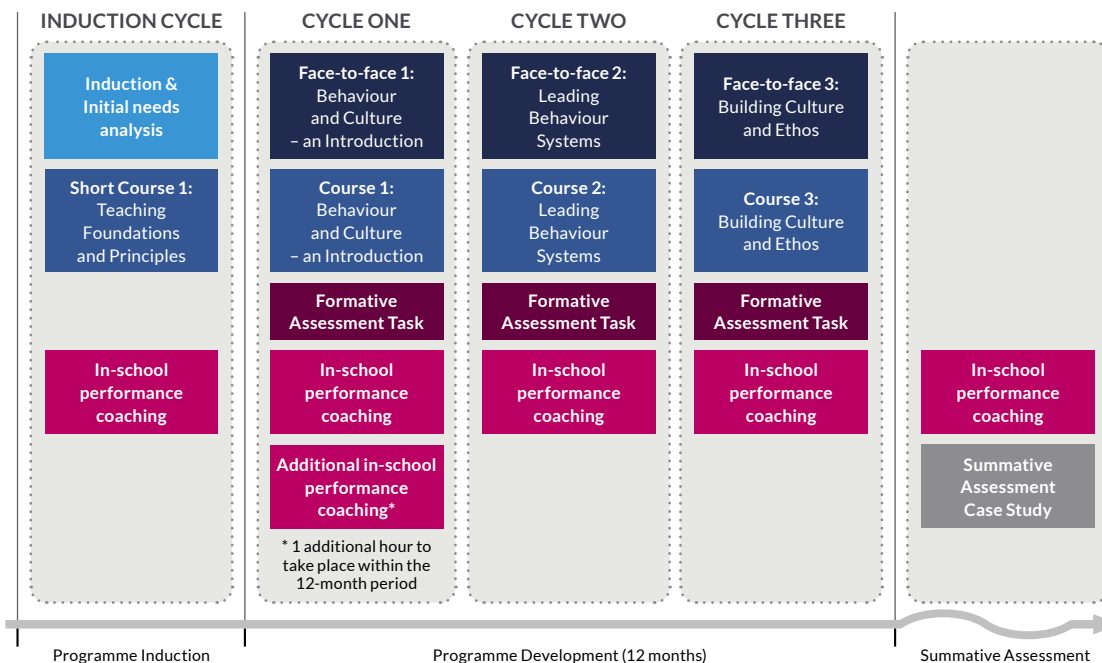 INDUCTION CYCLE
CYCLE ONE
CYCLE TWO
CYCLE THREE
Induction &
Initial needs
analysis
Short Course 1:
Teaching
Foundations
and Principles
In-school
performance
coaching
Face-to-face 1:
Behaviour
and Culture
– an Introduction
Course 1:
Behaviour
and Culture
– an Introduction
Formative
Assessment Task
In-school
performance
coaching
Additional in-school
performance
coaching*
* 1 additional hour to
take place within the
12-month period
Face-to-face 2:
Leading
Behaviour
Systems
Course 2:
Leading
Behaviour
Systems
Formative
Assessment Task
In-school
performance
coaching
Face-to-face 3:
Building Culture
and Ethos
Course 3:
Building Culture
and Ethos
Formative
Assessment Task
In-school
performance
coaching
In-school
performance
coaching
Summative
Assessment
Case Study
Programme Induction
Programme Development (12 months)
Summative Assessment